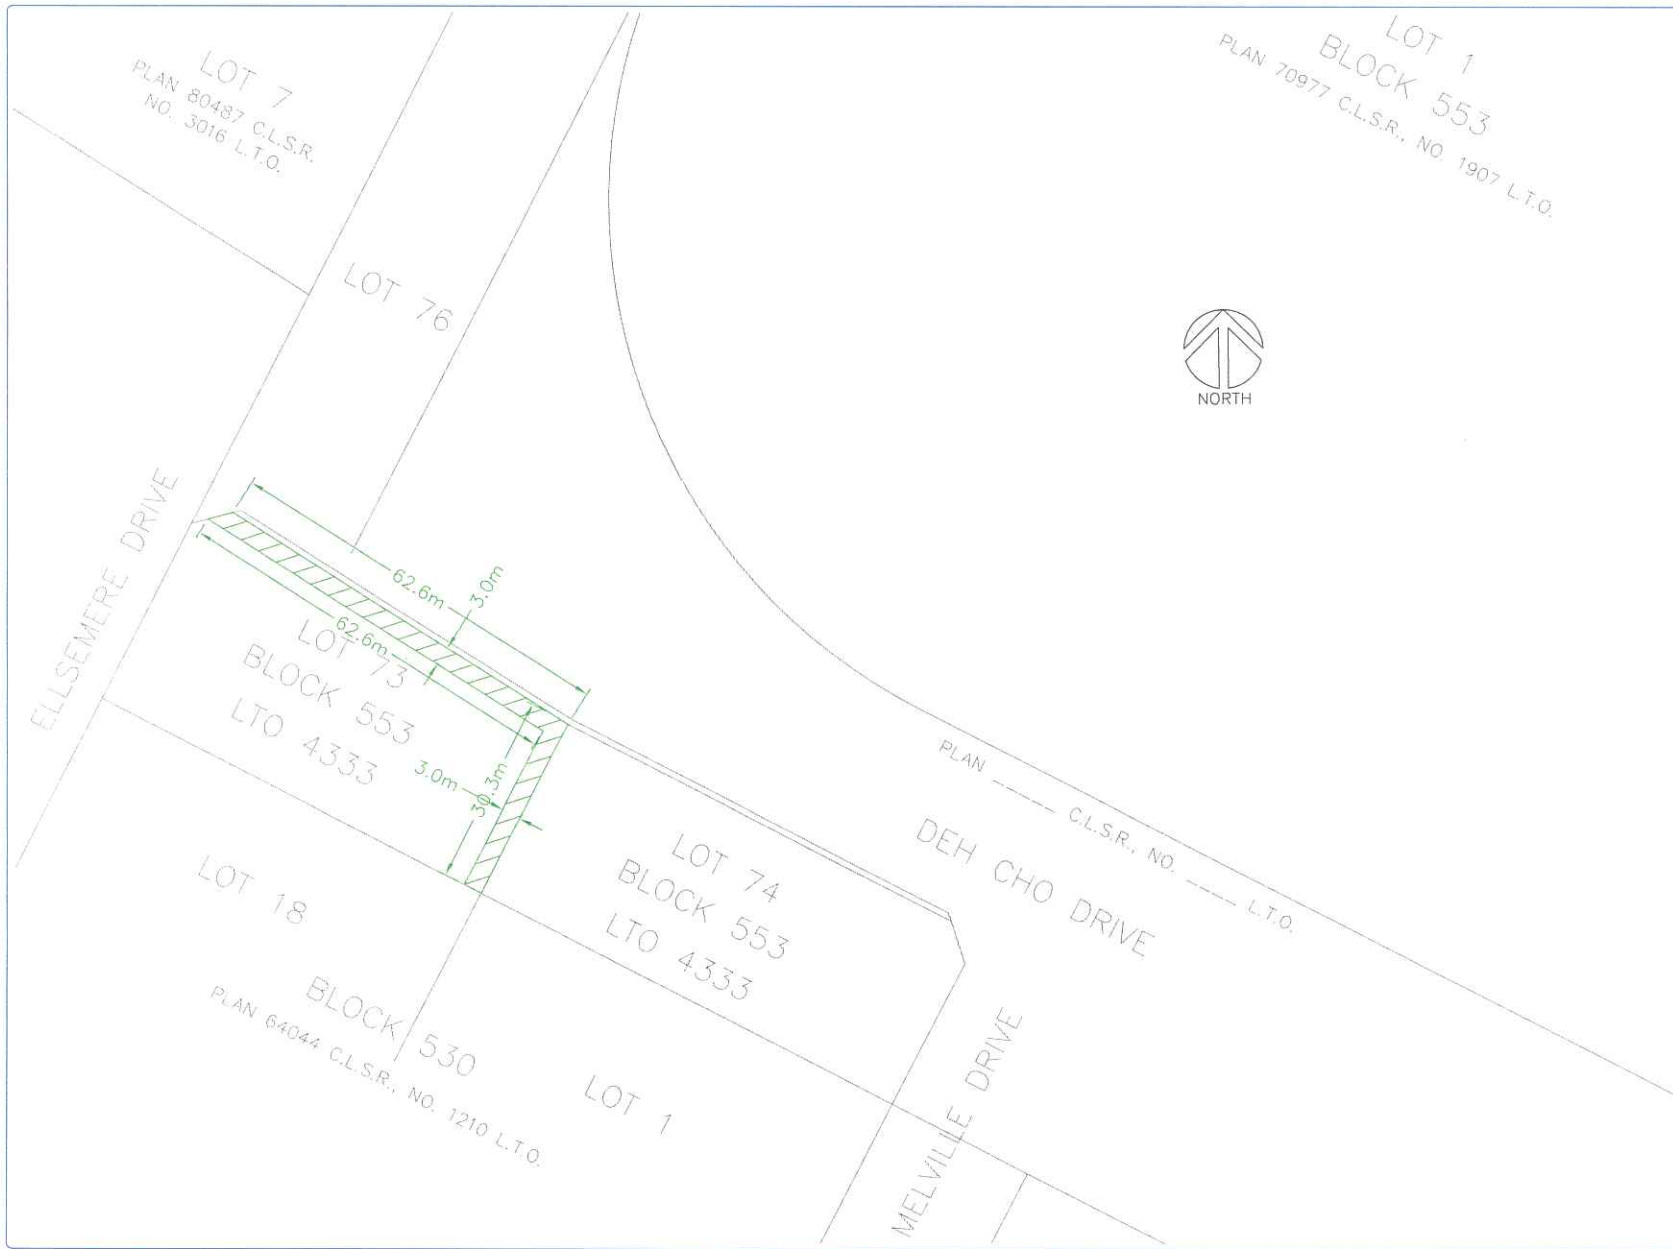 LOT 7
PLAN 80487 C.L.S.R.
NO. 3016 L.T.O.
LOT 1
BLOCK 553
PLAN 70977 C.L.S.R., NO. 1907 L.T.O.
LOT 76
NORTH
ELLSEMERE DRIVE
62.6m
3.0m
62.6m
LOT 73
BLOCK 553
LTO 4333
3.0m
30.3m
LOT 74
BLOCK 553
LTO 4333
PLAN ______ C.L.S.R., NO. _____ L.T.O.
DEH CHO DRIVE
LOT 18
BLOCK 530
PLAN 64044 C.L.S.R., NO. 1210 L.T.O.
LOT 1
MELVILLE DRIVE